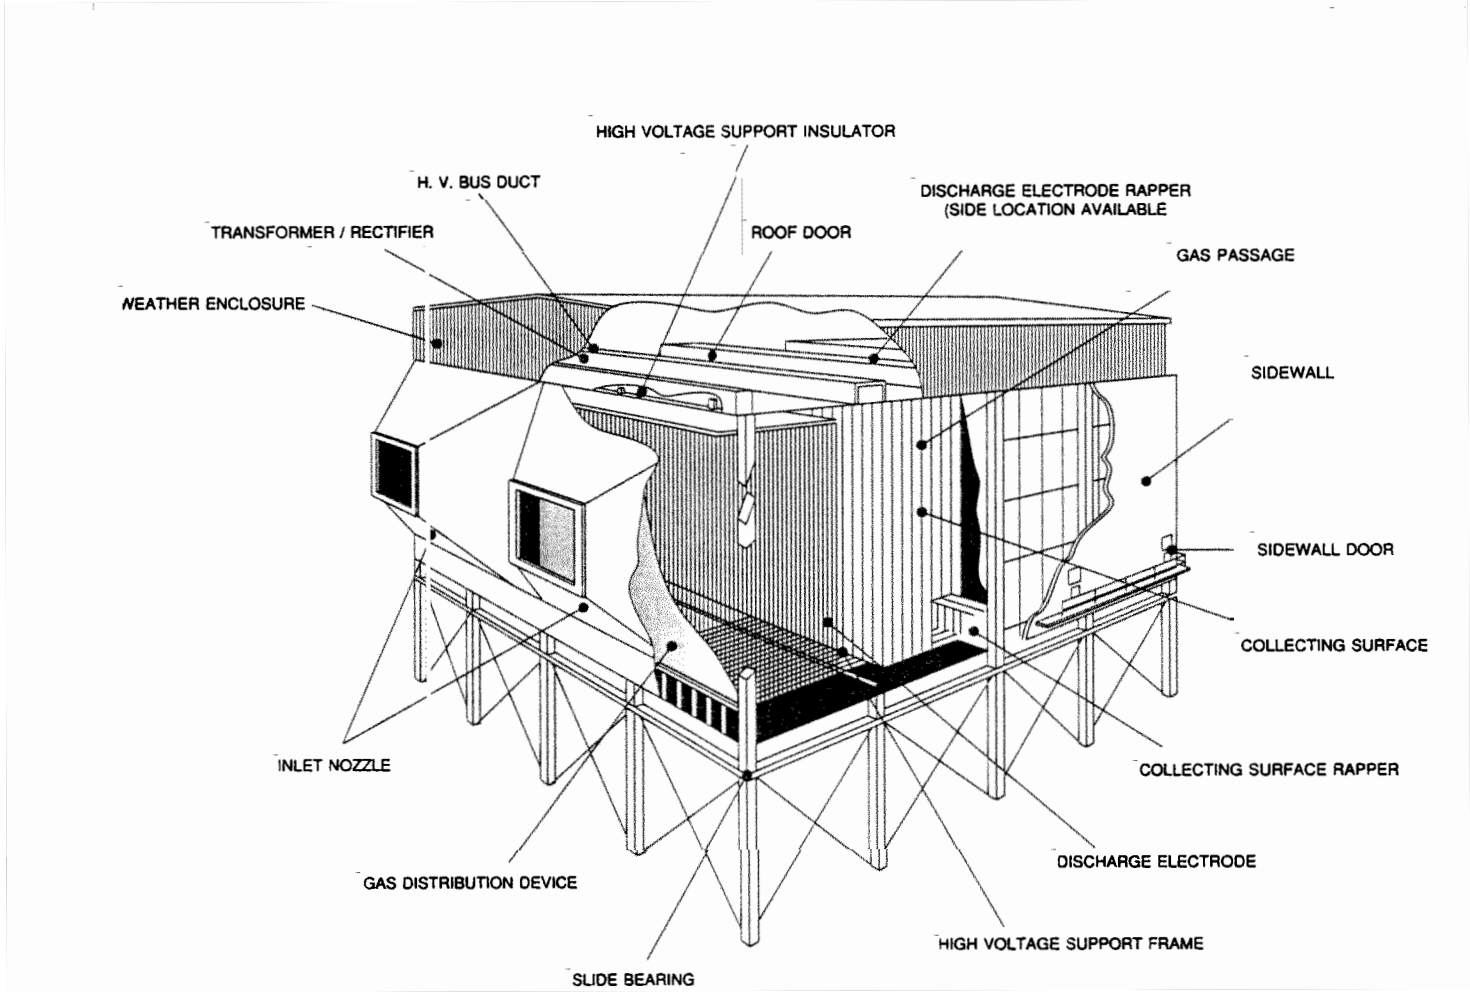 HIGH VOLTAGE SUPPORT INSULATOR
H. V. BUS DUCT
DISCHARGE ELECTRODE RAPPER
(SIDE LOCATION AVAILABLE
TRANSFORMER / RECTIFIER
ROOF DOOR
GAS PASSAGE
WEATHER ENCLOSURE
SIDEWALL
SIDEWALL DOOR
COLLECTING SURFACE
INLET NOZZLE
COLLECTING SURFACE RAPPER
DISCHARGE ELECTRODE
GAS DISTRIBUTION DEVICE
HIGH VOLTAGE SUPPORT FRAME
SLIDE BEARING